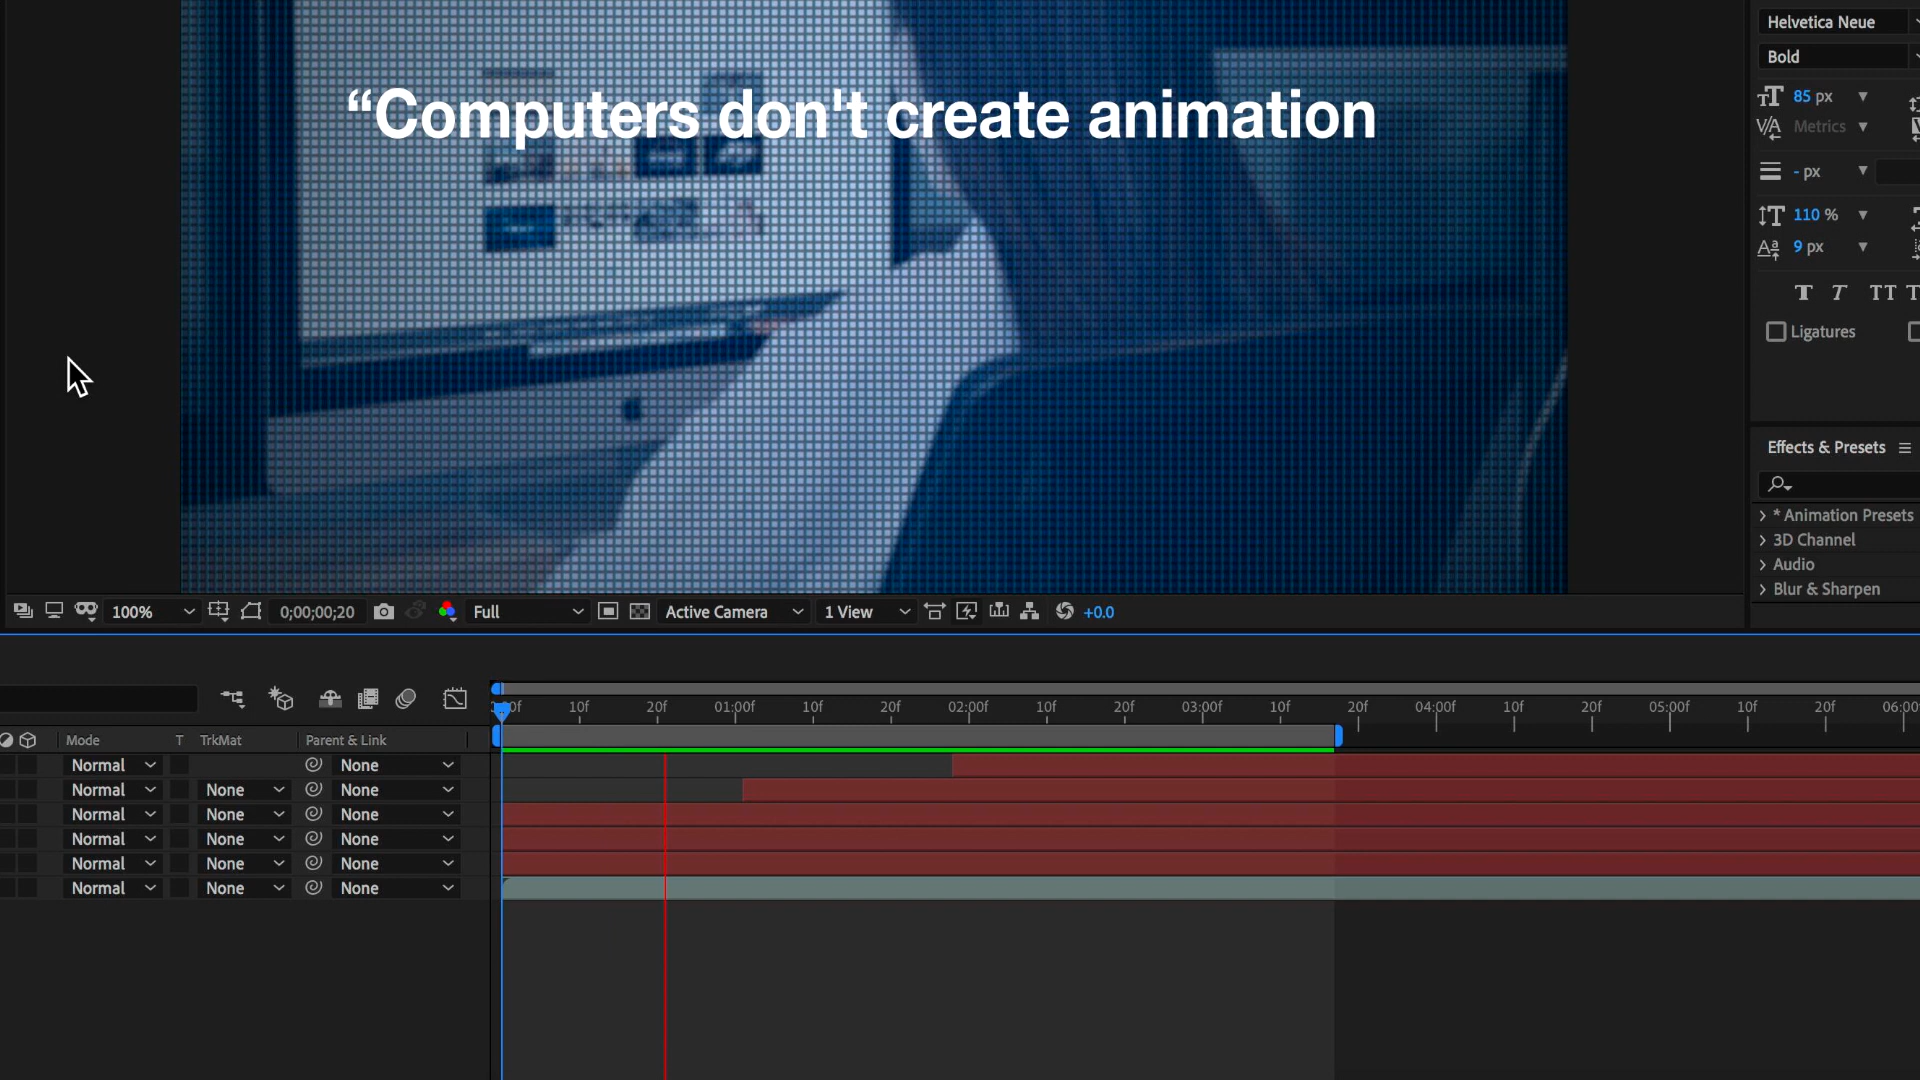 Helvetica Neue
Bold
“Computers don't create animation
85 px
Metrics
- px
110 %
9 px
Ligatures
Effects & Presets
* Animation Presets
3D Channel
Audio
Blur & Sharpen
100% 0;00;00;20 Full Active Camera 1 View +0.0
10f 20f 01:00f 10f 20f 02:00f 10f 20f 03:00f 10f 20f 04:00f 10f 20f 05:00f 10f 20f 06:00
Mode T TrkMat Parent & Link
Normal None
Normal None None
Normal None None
Normal None None
Normal None None
Normal None None